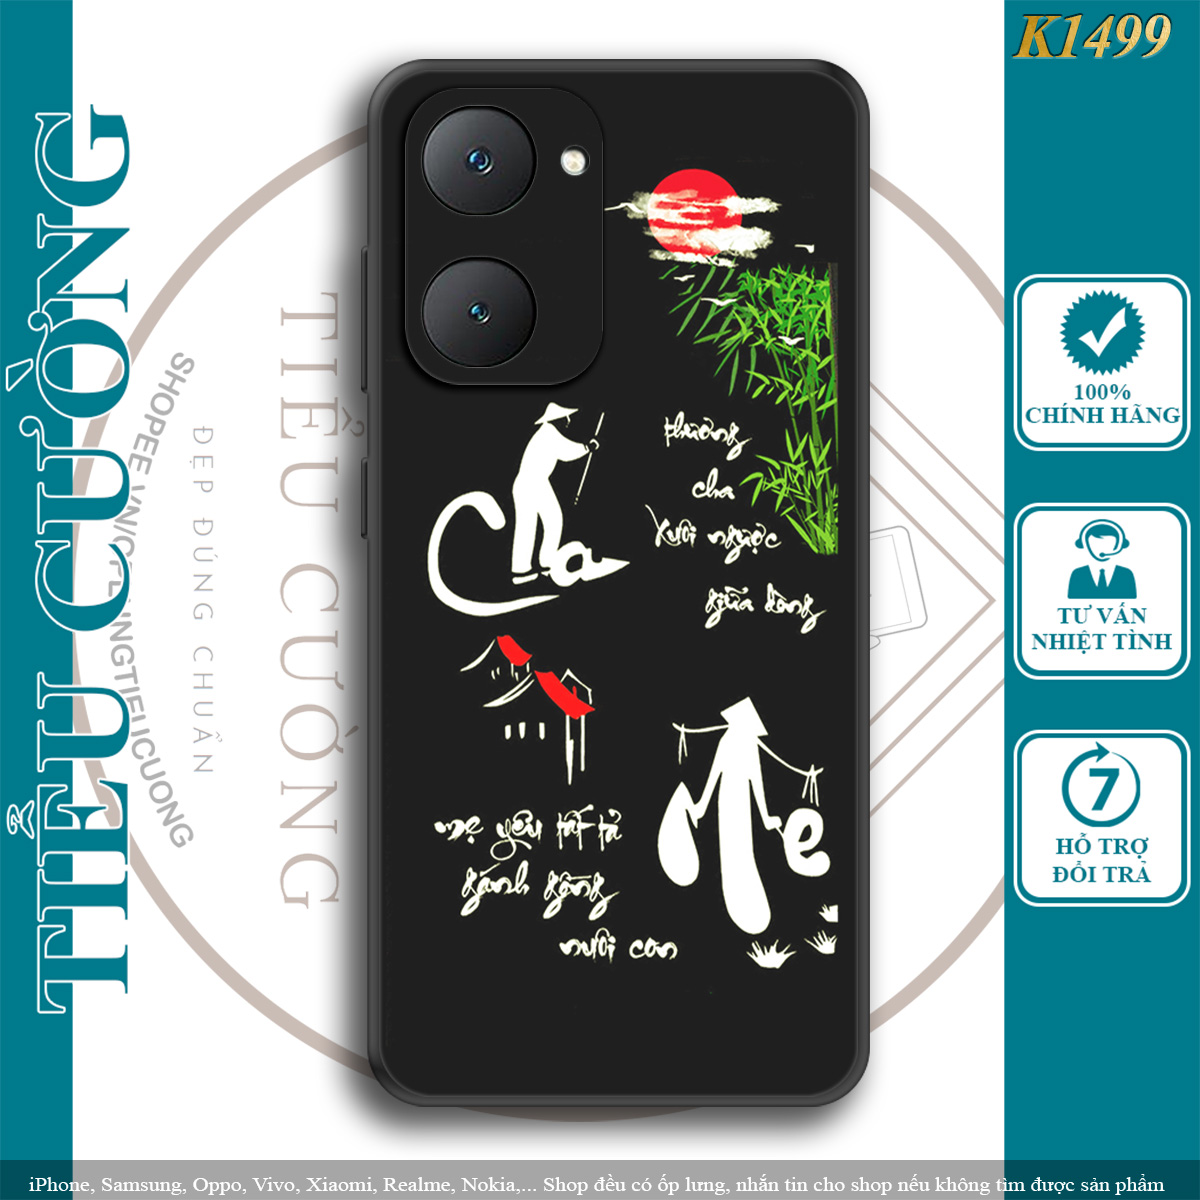 K1499
TIỂU CƯỜNG
SHOPEE.VN/CFLENINGTIEUCUONG
ĐẸP ĐÚNG CHUẨN
TIỂU CƯỜNG
thương
cha
Xuôi ngược
giữa dòng
Cha
mẹ yêu tất tả
gánh gồng
nuôi con
Mẹ
100%
CHÍNH HÃNG
TƯ VẤN
NHIỆT TÌNH
7
HỖ TRỢ
ĐỔI TRẢ
iPhone, Samsung, Oppo, Vivo, Xiaomi, Realme, Nokia,... Shop đều có ốp lưng, nhắn tin cho shop nếu không tìm được sản phẩm